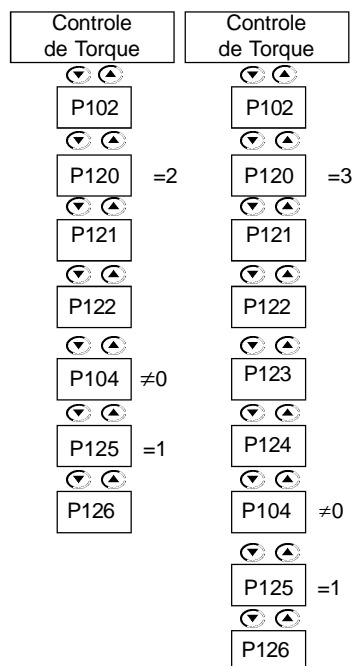 Controle
de Torque
P102
P120 =2
P121
P122
P104 ≠0
P125 =1
P126
Controle
de Torque
P102
P120 =3
P121
P122
P123
P124
P104 ≠0
P125 =1
P126